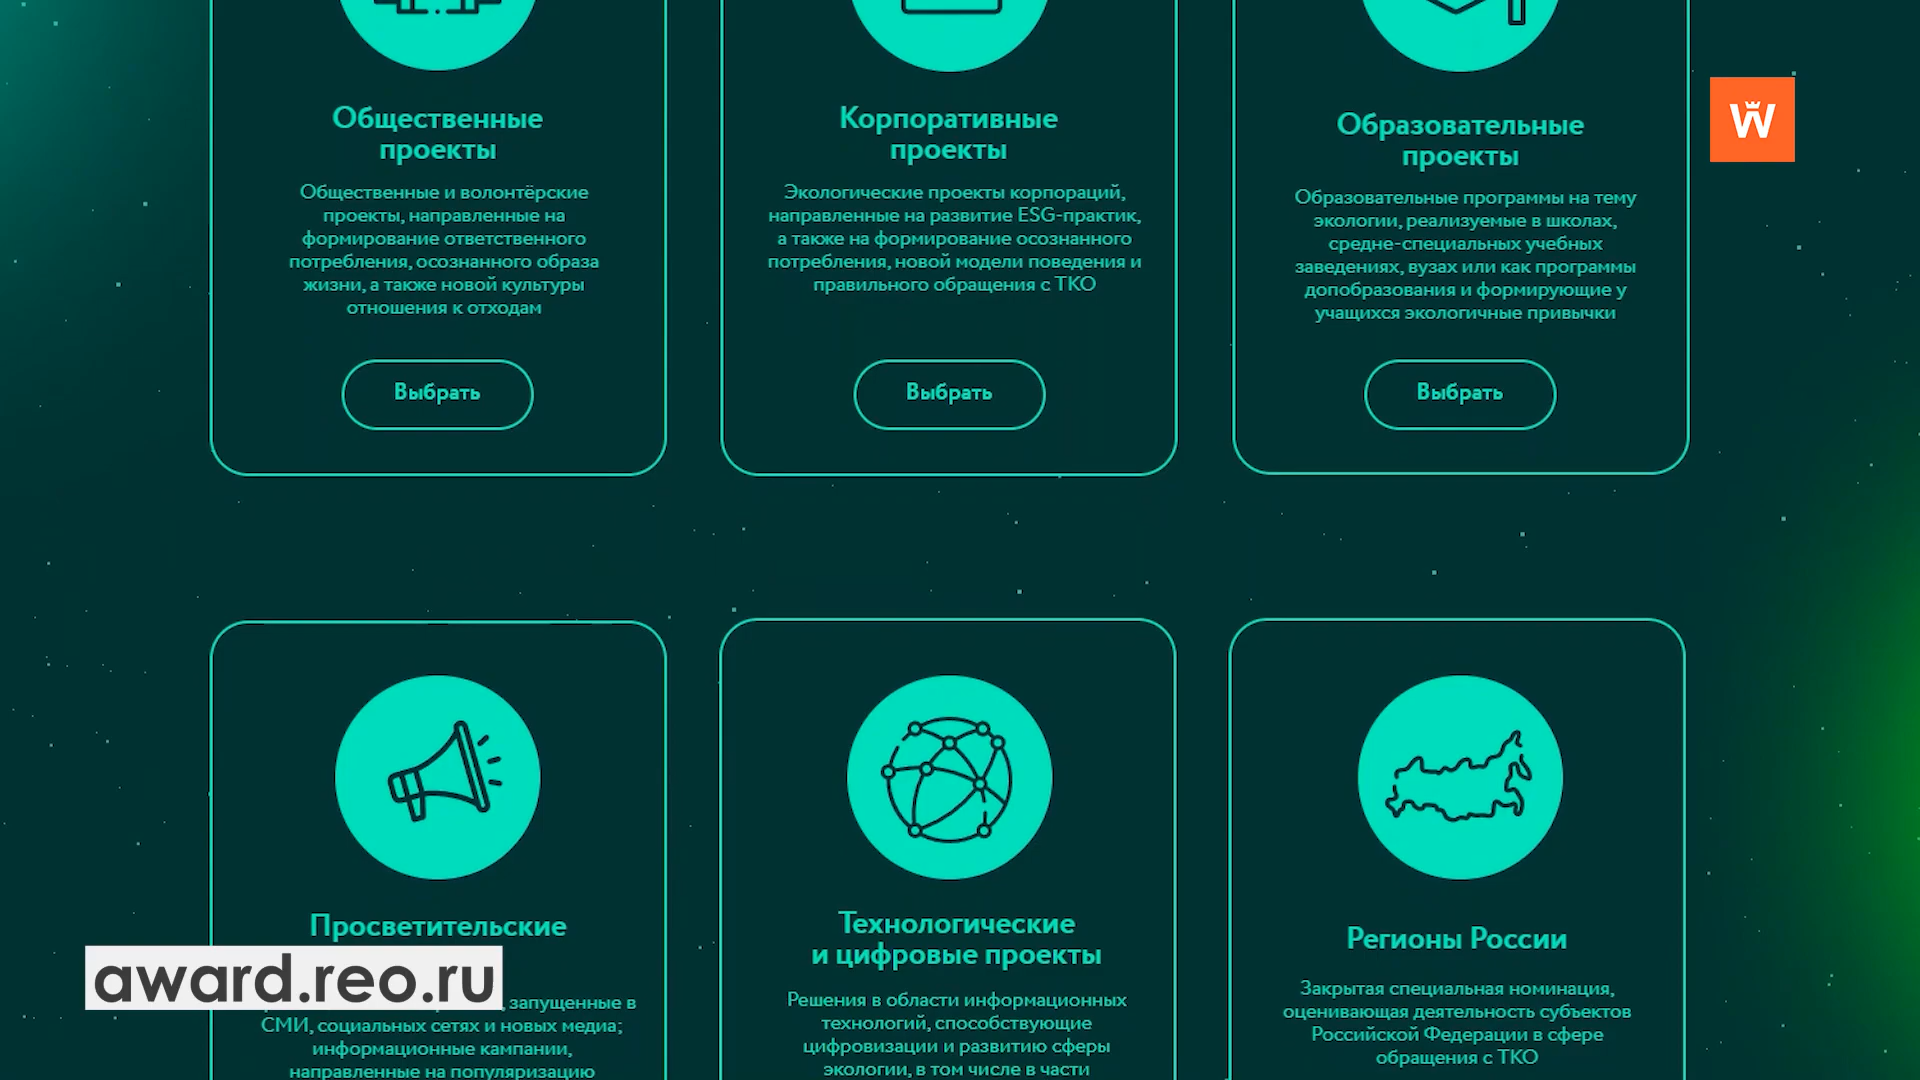 Общественные
проекты
Общественные и волонтёрские
проекты, направленные на
формирование ответственного
потребления, осознанного образа
жизни, а также новой культуры
отношения к отходам
Выбрать
Корпоративные
проекты
Экологические проекты корпораций,
направленные на развитие ESG-практик,
а также на формирование осознанного
потребления, новой модели поведения и
правильного обращения с ТКО
Выбрать
Образовательные
проекты
Образовательные программы на тему
экологии, реализуемые в школах,
средне-специальных учебных
заведениях, вузах или как программы
допобразования и формирующие у
учащихся экологичные привычки
Выбрать
W
Просветительские
award.reo.ru
, запущенные в
СМИ, социальных сетях и новых медиа;
информационные кампании,
направленные на популяризацию
Технологические
и цифровые проекты
Решения в области информационных
технологий, способствующие
цифровизации и развитию сферы
экологии, в том числе в части
Регионы России
Закрытая специальная номинация,
оценивающая деятельность субъектов
Российской Федерации в сфере
обращения с ТКО